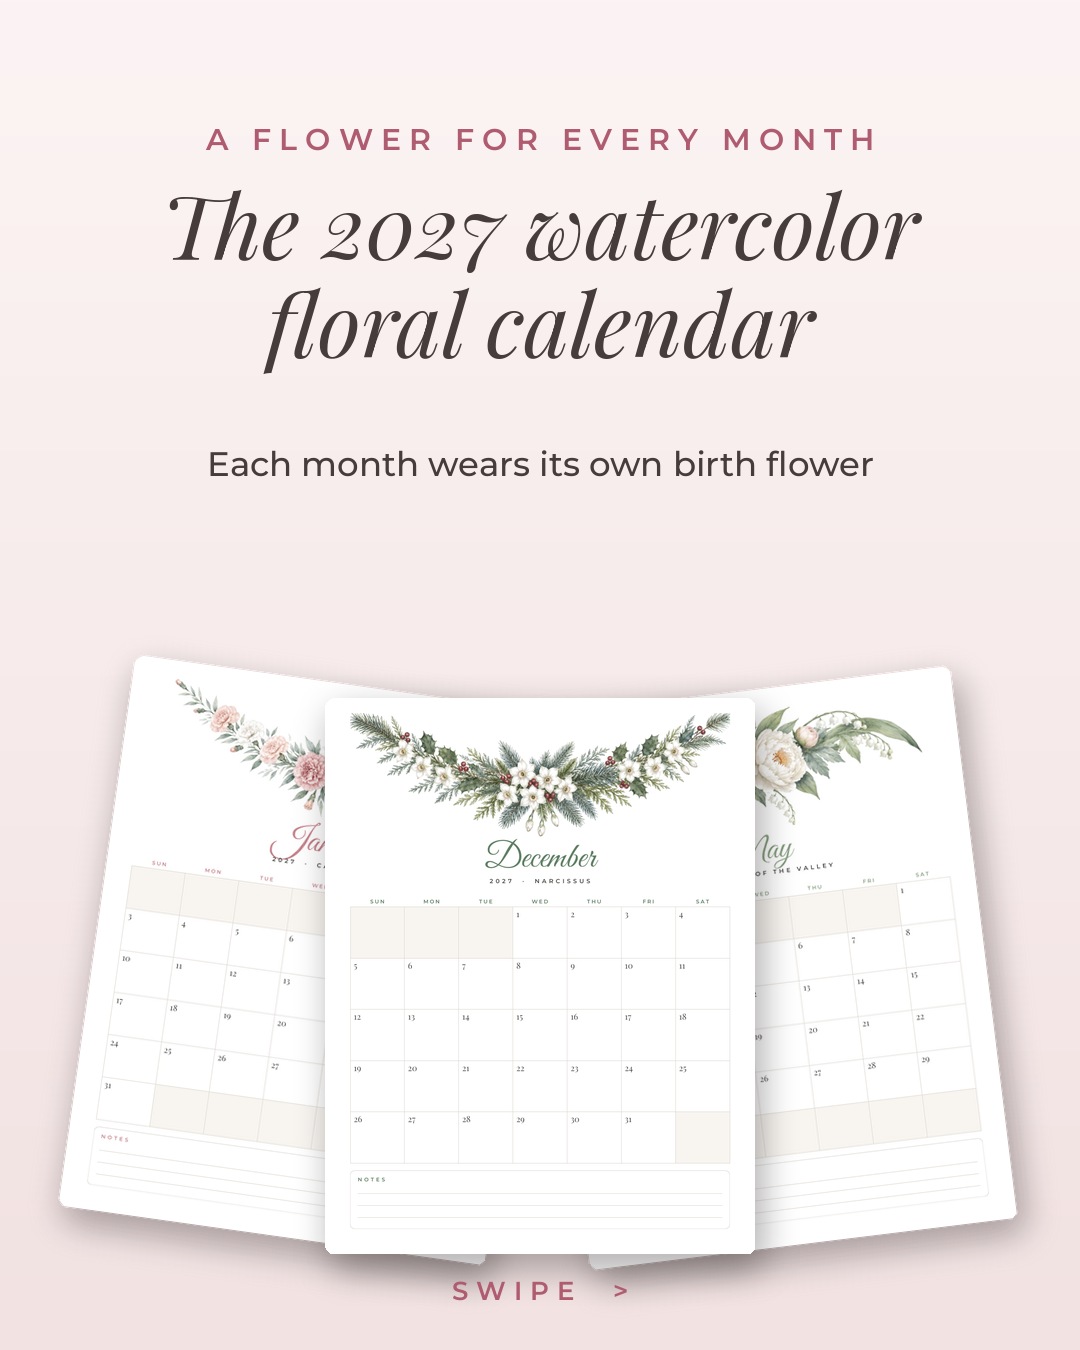 A FLOWER FOR EVERY MONTH
The 2027 watercolor
floral calendar
Each month wears its own birth flower
2027 ·
SUN MON TUE
3 4 5 6
10 11 12 13
17 18 19 20
24 25 26 27
31
NOTES
December
2027 · NARCISSUS
SUN MON TUE WED THU FRI SAT
1 2 3 4
5 6 7 8 9 10 11
12 13 14 15 16 17 18
19 20 21 22 23 24 25
26 27 28 29 30 31
NOTES
May
OF THE VALLEY
THU FRI SAT
1
6 7 8
13 14 15
20 21 22
26 27 28 29
SWIPE >